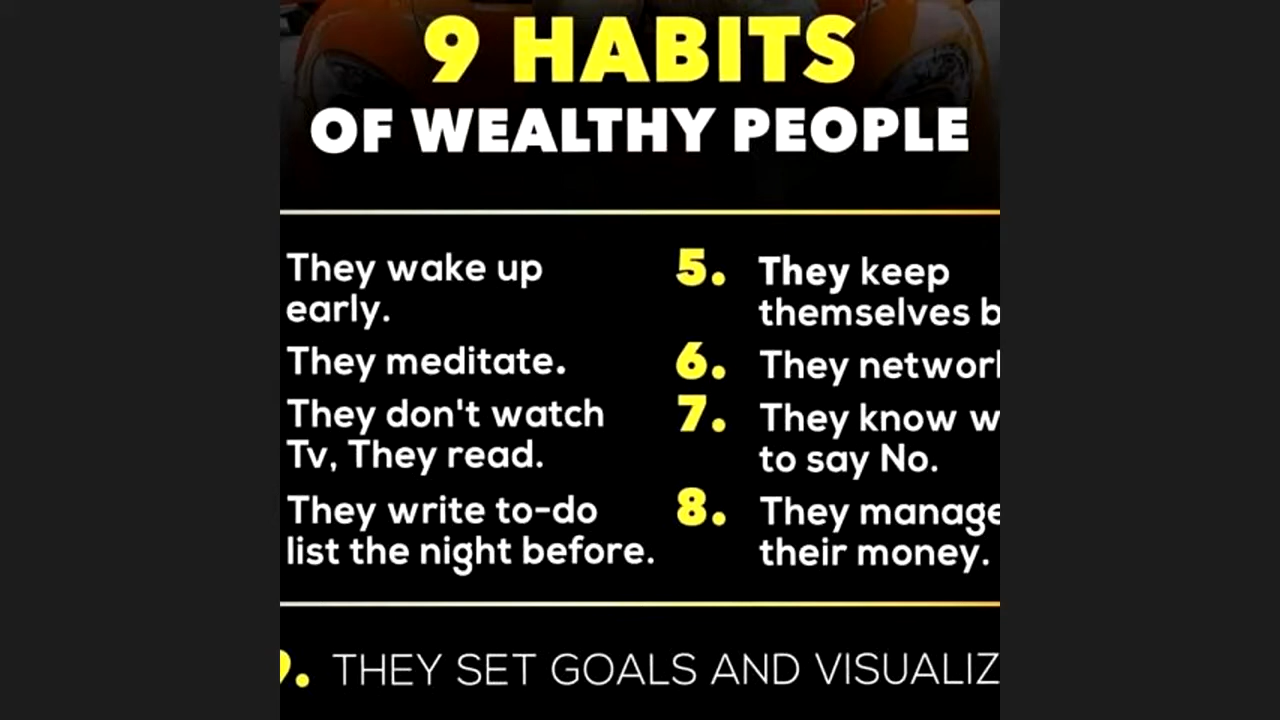 9 HABITS
OF WEALTHY PEOPLE
They wake up
early.
They meditate.
They don't watch
Tv, They read.
They write to-do
list the night before.
5. They keep
themselves
6. They
7. They know
to say No.
8. They manage
their money.
9. THEY SET GOALS AND